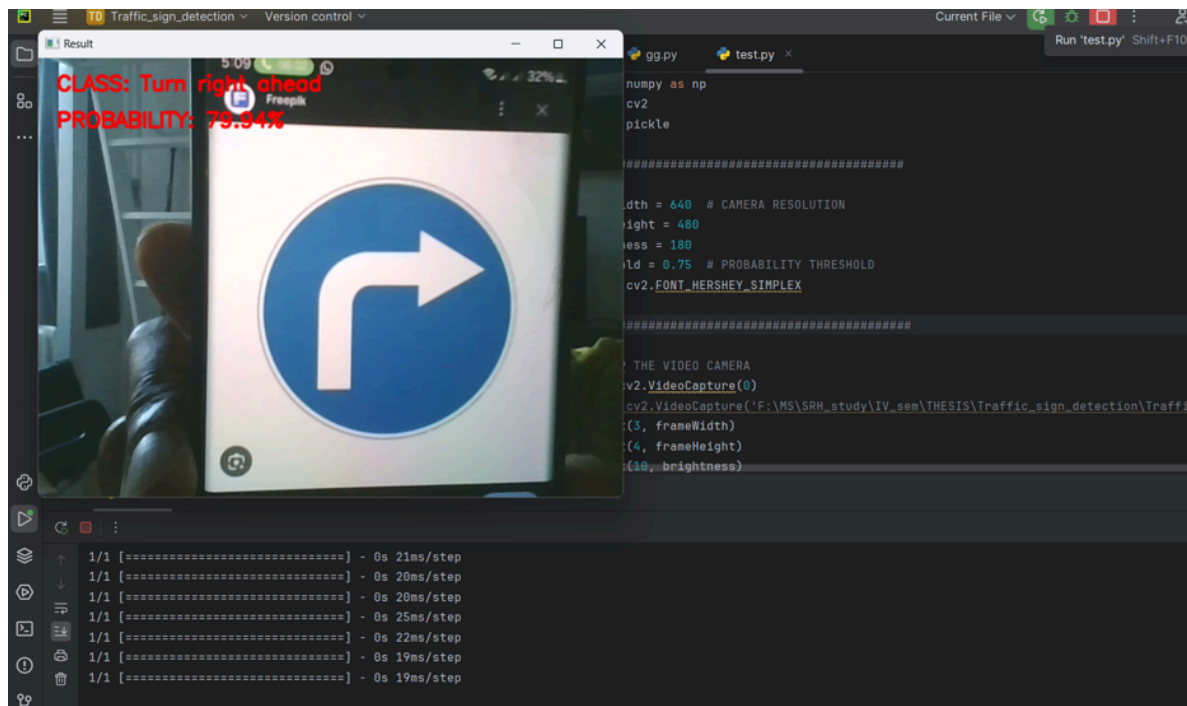 TD Traffic_sign_detection Version control Current File
Run 'test.py' Shift+F10
Result
gg.py test.py
5:09 32%
CLASS: Turn right ahead
Freepik
PROBABILITY: 79.94%
numpy as np
cv2
pickle
########################################
dth = 640 # CAMERA RESOLUTION
eight = 480
ness = 180
ld = 0.75 # PROBABILITY THRESHOLD
cv2.FONT_HERSHEY_SIMPLEX
########################################
THE VIDEO CAMERA
cv2.VideoCapture(0)
cv2.VideoCapture('F:\MS\SRH_study\IV_sem\THESIS\Traffic_sign_detection\Traffi
(3, frameWidth)
(4, frameHeight)
(10, brightness)
1/1 [==============================] - 0s 21ms/step
1/1 [==============================] - 0s 20ms/step
1/1 [==============================] - 0s 20ms/step
1/1 [==============================] - 0s 25ms/step
1/1 [==============================] - 0s 22ms/step
1/1 [==============================] - 0s 19ms/step
1/1 [==============================] - 0s 19ms/step